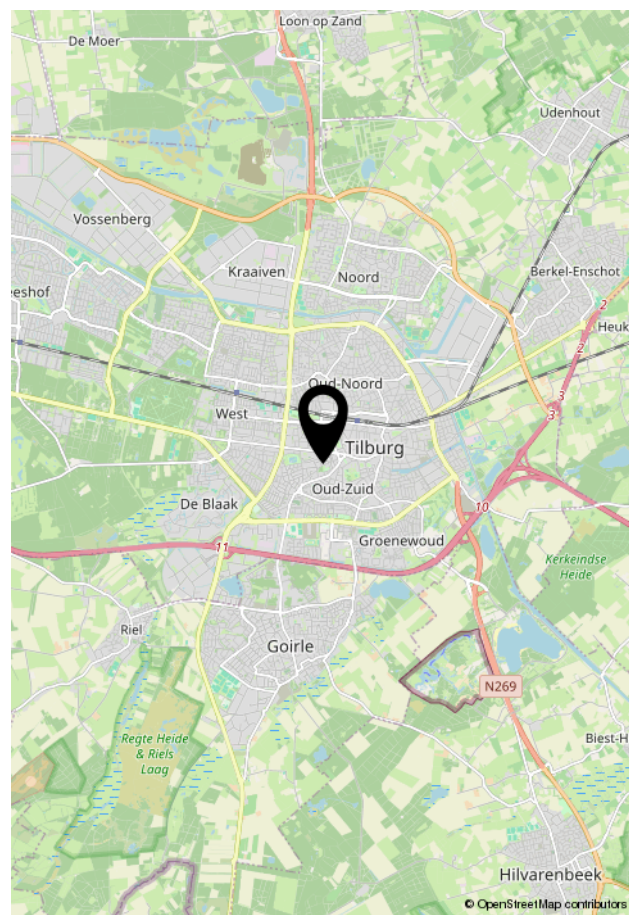 Loon op Zand
De Moer
Udenhout
Vossenberg
Kraaiven
Noord
Berkel-Enschot
eeshof
2
Heuk
2
Oud-Noord
3
West
3
Tilburg
Oud-Zuid
De Blaak
10
Groenewoud
11
Kerkeindse
Heide
Riel
Goirle
N269
Regte Heide
& Riels
Laag
Biest-H
Hilvarenbeek
© OpenStreetMap contributors